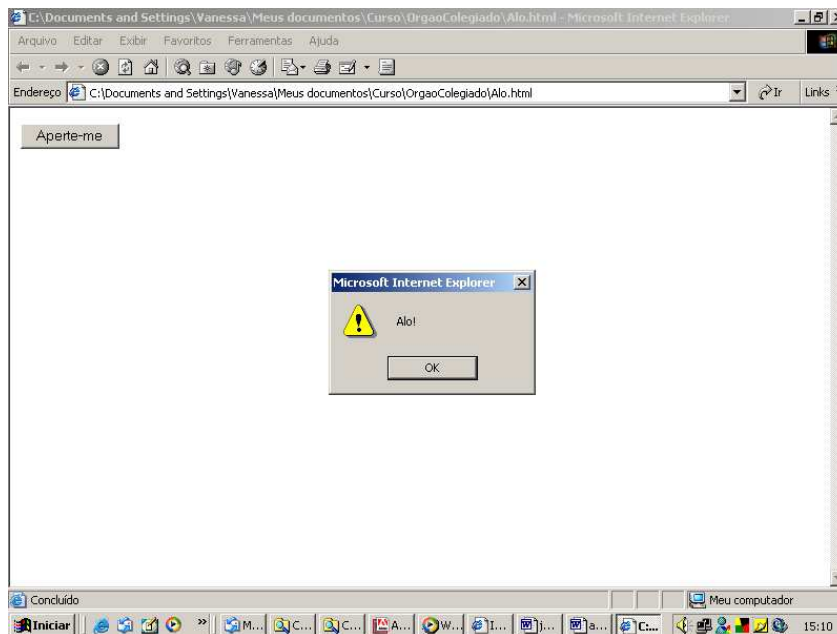 C:\Documents and Settings\Vanessa\Meus documentos\Curso\OrgaoColegiado\Alo.html - Microsoft Internet Explorer
Arquivo Editar Exibir Favoritos Ferramentas Ajuda
Endereço C:\Documents and Settings\Vanessa\Meus documentos\Curso\OrgaoColegiado\Alo.html Ir Links
Aperte-me
Microsoft Internet Explorer
Alo!
OK
Concluído Meu computador
Iniciar » M... C... C... A... W... I... j... a... C:... 15:10